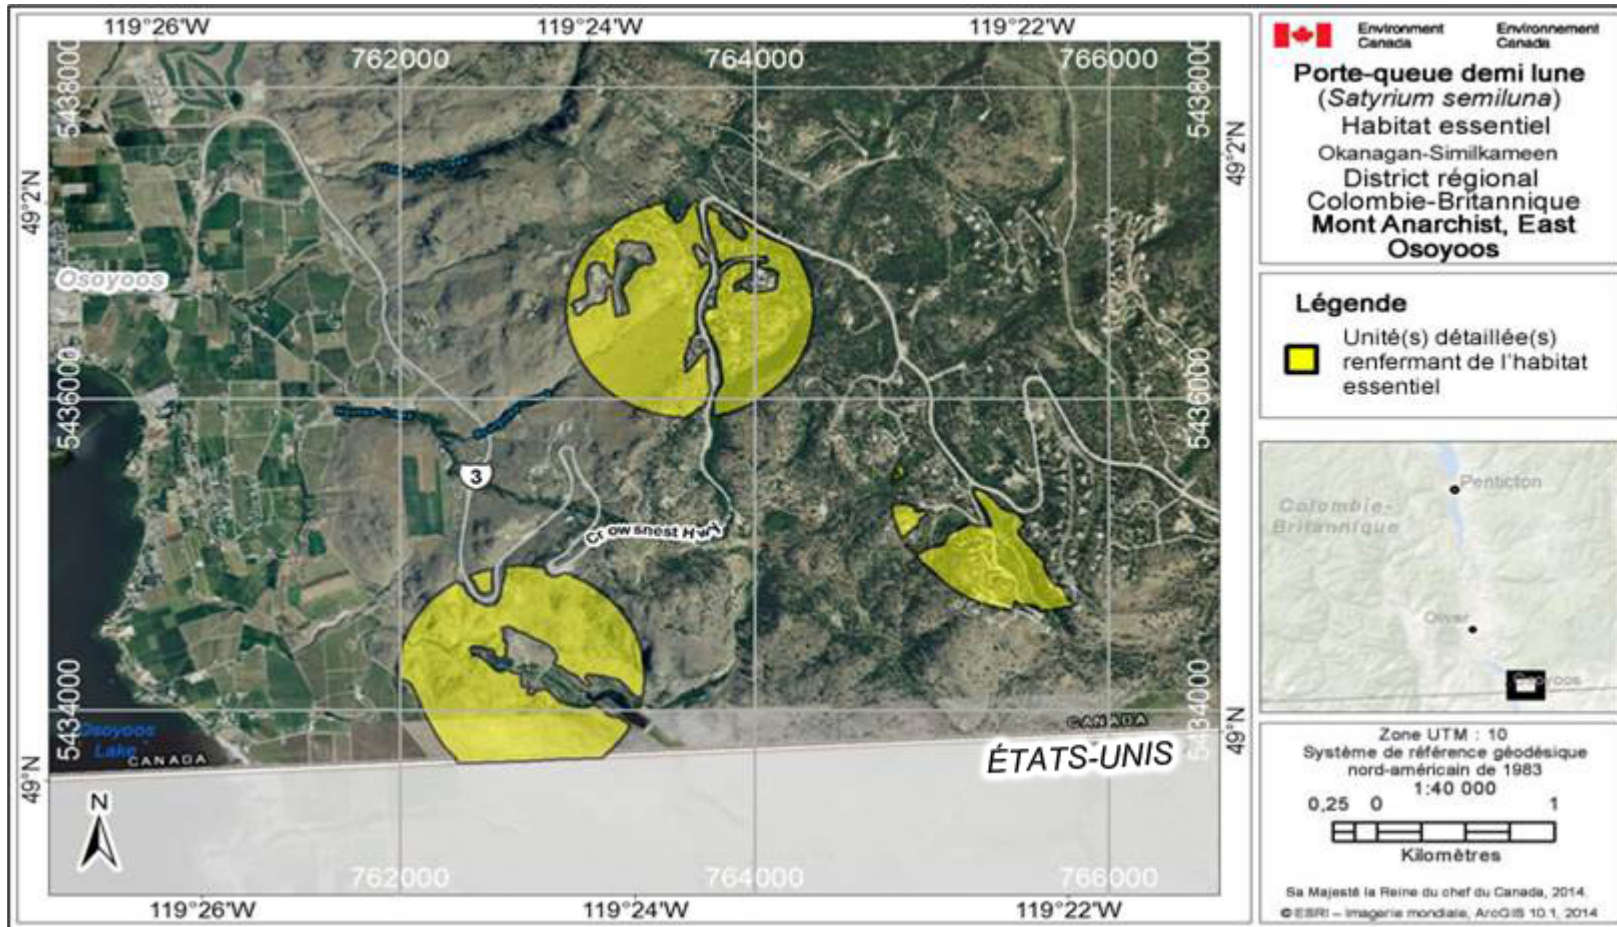 119°26'W
119°24'W
119°22'W
762000
764000
766000
5438000
5438000
49°2'N
49°2'N
Osoyoos
5436000
5436000
3
Crowsnest Hwy
5434000
5434000
Osoyoos
Lake
CANADA
CANADA
ÉTATS-UNIS
49°N
49°N
N
762000
764000
766000
119°26'W
119°24'W
119°22'W
Environment
Canada
Environnement
Canada
Porte-queue demi lune
(Satyrium semiluna)
Habitat essentiel
Okanagan-Similkameen
District régional
Colombie-Britannique
Mont Anarchist, East
Osoyoos
Légende
Unité(s) détaillée(s)
renfermant de l'habitat
essentiel
Penticton
Colombie-
Britannique
Oliver
Osoyoos
Zone UTM : 10
Système de référence géodésique
nord-américain de 1983
1:40 000
0,25 0 1
Kilomètres
Sa Majesté la Reine du chef du Canada, 2014.
© ESRI – Imagerie mondiale, ArcGIS 10.1, 2014